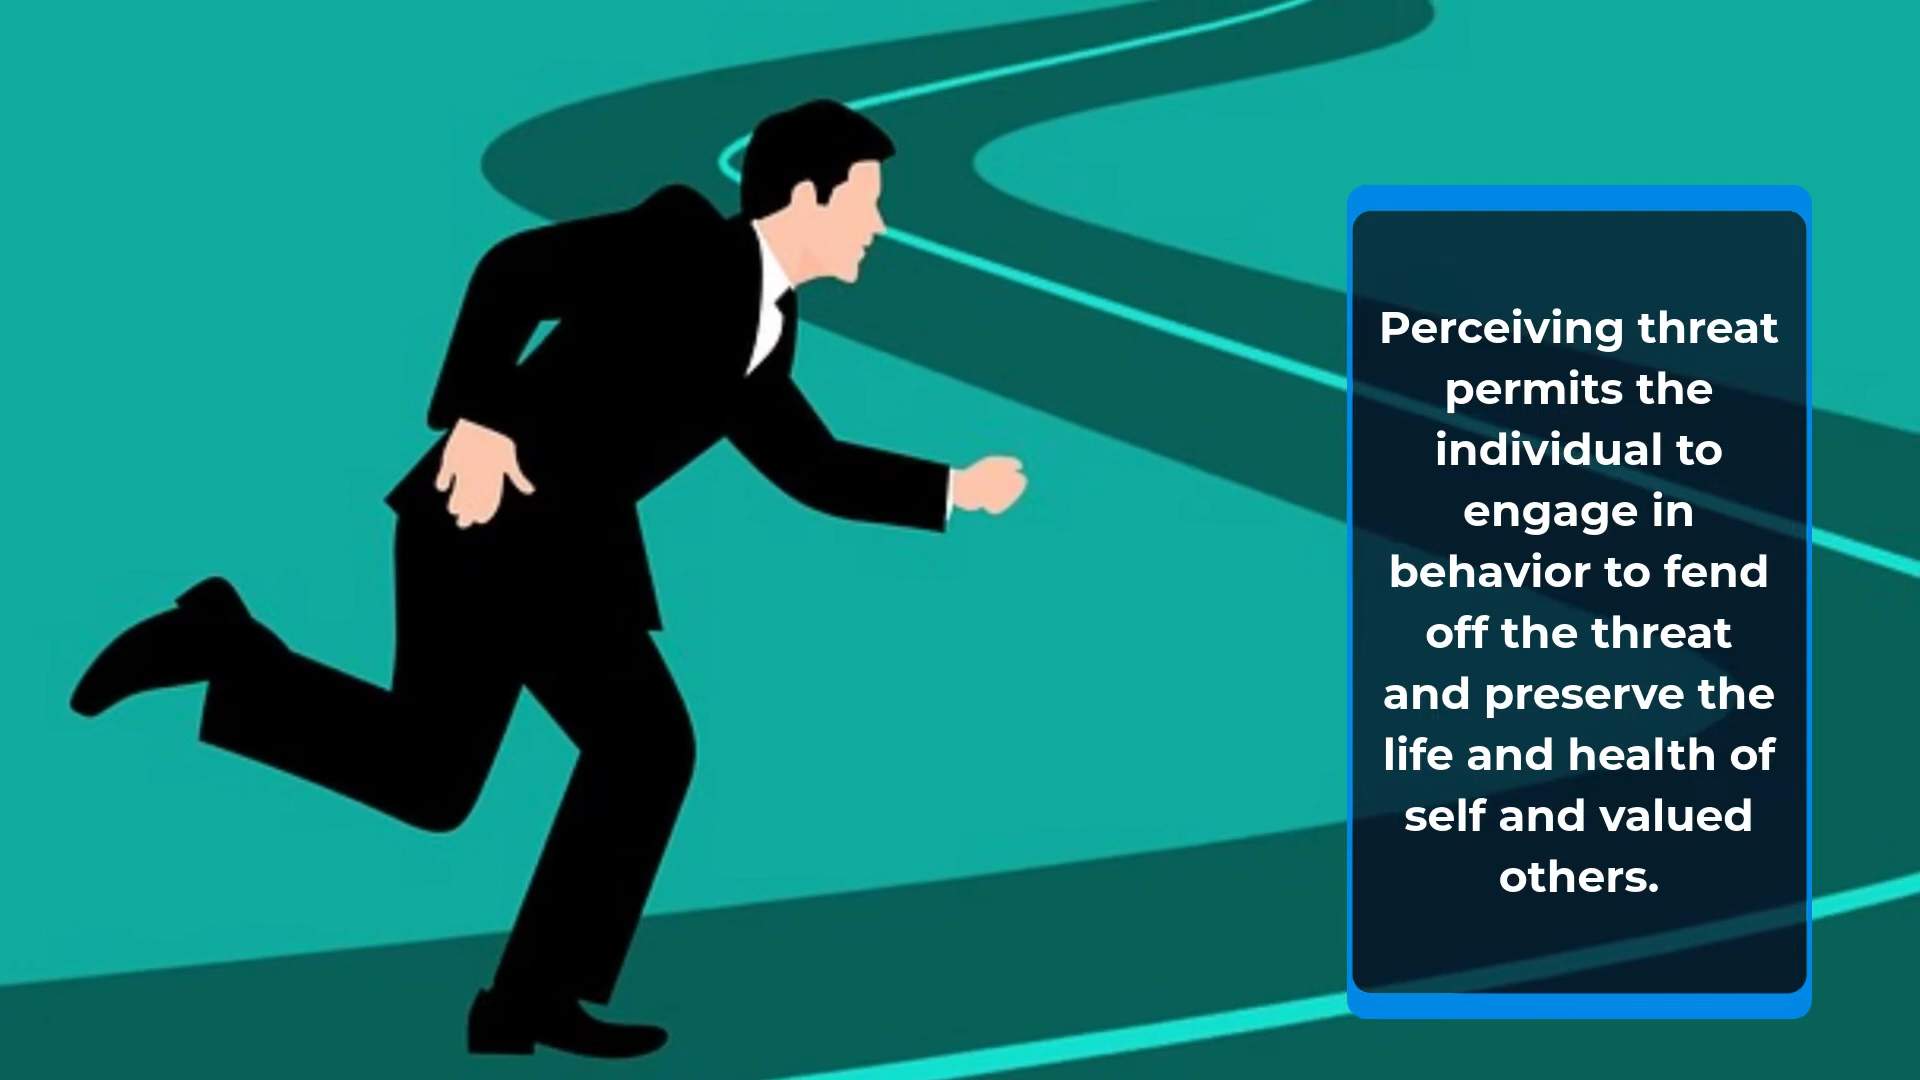 Perceiving threat
permits the
individual to
engage in
behavior to fend
off the threat
and preserve the
life and health of
self and valued
others.